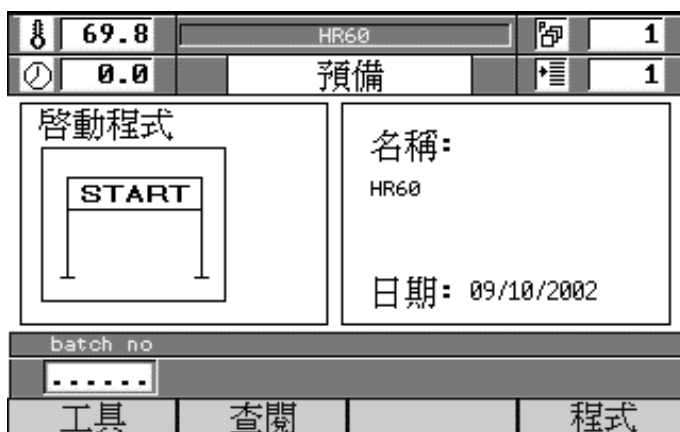 69.8 HR60 1
0.0 預備 1
啓動程式
START
名稱:
HR60
日期: 09/10/2002
batch no
......
工具 查閱 程式